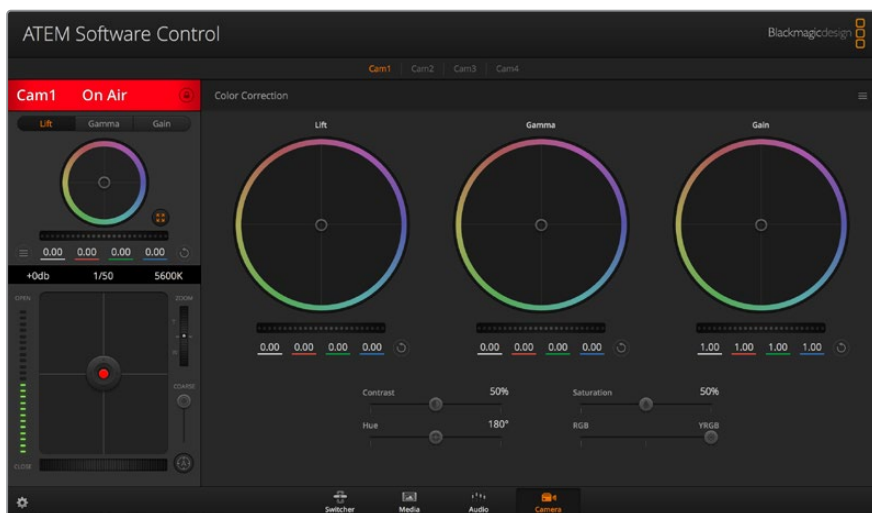 ATEM Software Control
Blackmagicdesign
Cam1 Cam2 Cam3 Cam4
Cam1 On Air
Color Correction
Lift Gamma Gain
0.00 0.00 0.00 0.00
+0db 1/50 5600K
OPEN
ZOOM
T
W
COARSE
CLOSE
A
Lift Gamma Gain
0.00 0.00 0.00 0.00
0.00 0.00 0.00 0.00
1.00 1.00 1.00 1.00
Contrast 50%
Saturation 50%
Hue 180°
RGB YRGB
Switcher
Media
Audio
4
Camera